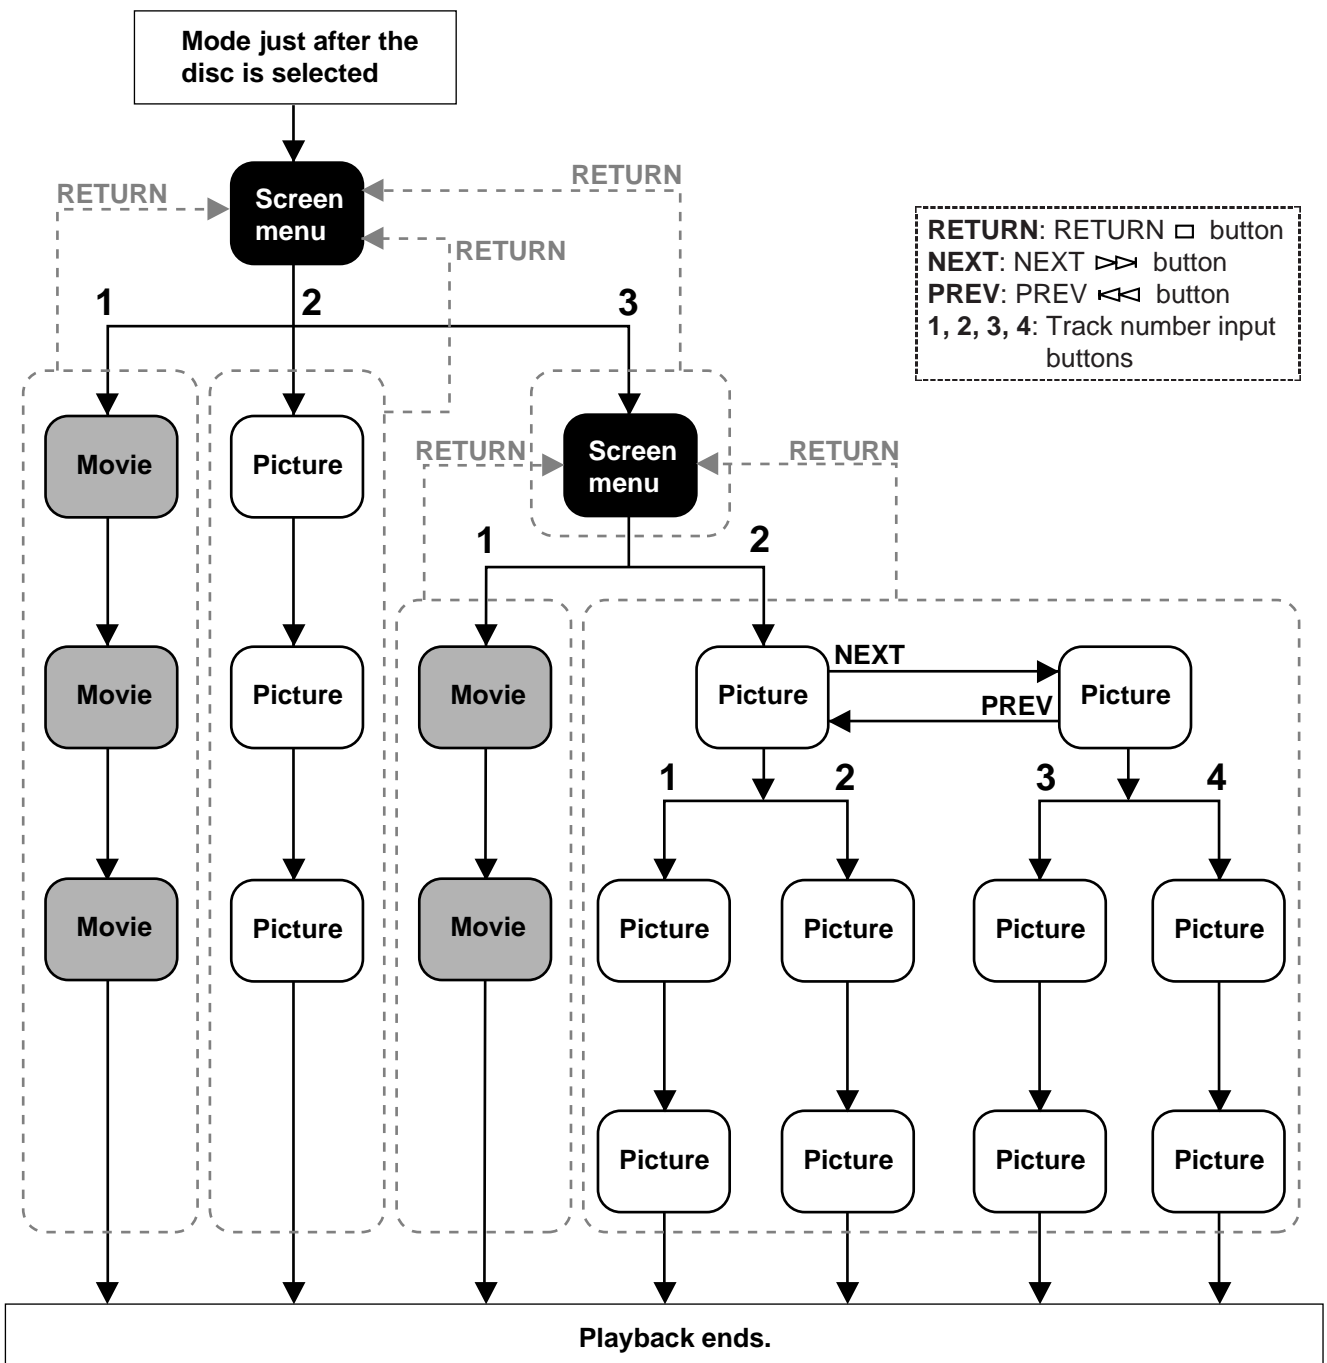 Mode just after the
disc is selected
RETURN
RETURN
Screen
menu
RETURN
RETURN: RETURN button
NEXT: NEXT button
PREV: PREV button
1, 2, 3, 4: Track number input
buttons
1
2
3
Movie
Picture
RETURN
Screen
menu
RETURN
1
2
Movie
Picture
Movie
Picture
NEXT
PREV
Picture
1
2
3
4
Movie
Picture
Movie
Picture
Picture
Picture
Picture
Picture
Picture
Picture
Picture
Playback ends.